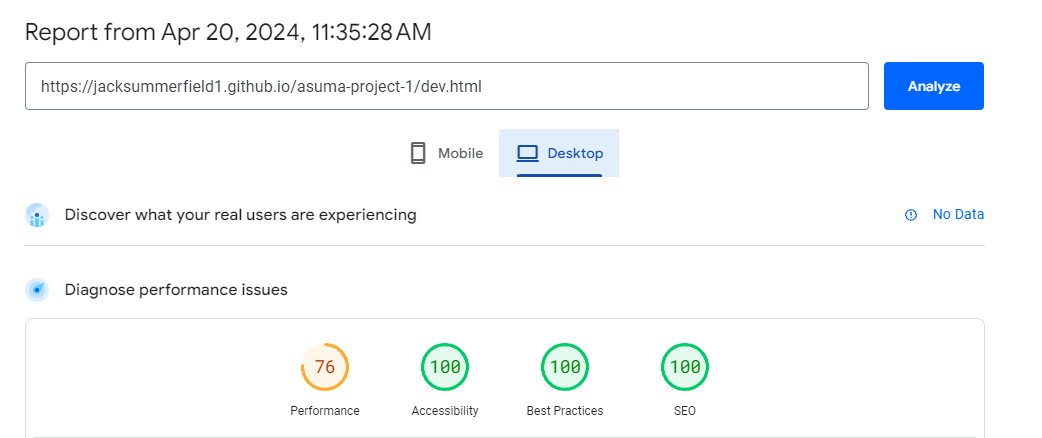 Report from Apr 20, 2024, 11:35:28 AM
https://jacksummerfield1.github.io/asuma-project-1/dev.html
Analyze
Mobile
Desktop
Discover what your real users are experiencing
No Data
Diagnose performance issues
76
100
100
100
Performance
Accessibility
Best Practices
SEO